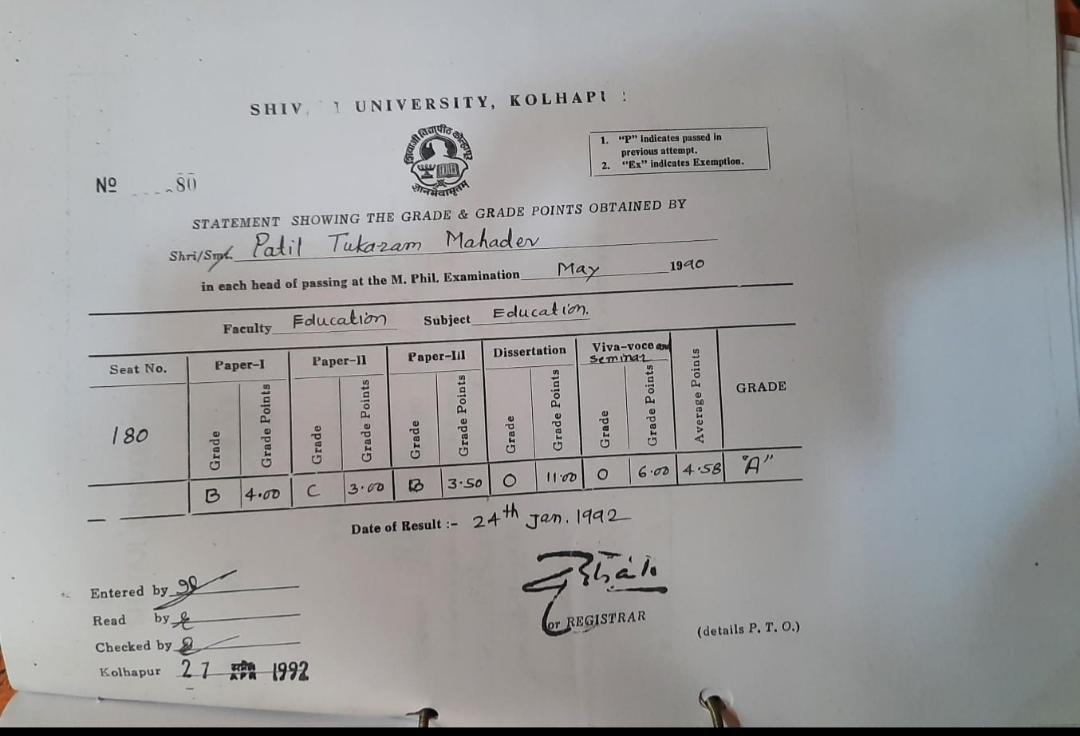 SHIV I UNIVERSITY, KOLHAPU
शिवाजी विद्यापीठ कोल्हापूर
ज्ञानमेवामृतम्
1. "P" Indicates passed in
previous attempt.
2. "Ex" indicates Exemption.
Nº 80
STATEMENT SHOWING THE GRADE & GRADE POINTS OBTAINED BY
Shri/Smt. Patil Tukaram Mahadev
in each head of passing at the M. Phil. Examination May 1990
Faculty Education Subject Education.
Seat No. Paper-I Paper-II Paper-III Dissertation Viva-voce and Seminar Average Points GRADE
Grade Grade Points Grade Grade Points Grade Grade Points Grade Grade Points Grade Grade Points
180
B 4.00 C 3.00 B 3.50 O 11.00 O 6.00 4.58 "A"
Date of Result :- 24th Jan. 1992
Entered by
Read by
Checked by
Kolhapur 27 APR 1992
for REGISTRAR
(details P. T. O.)